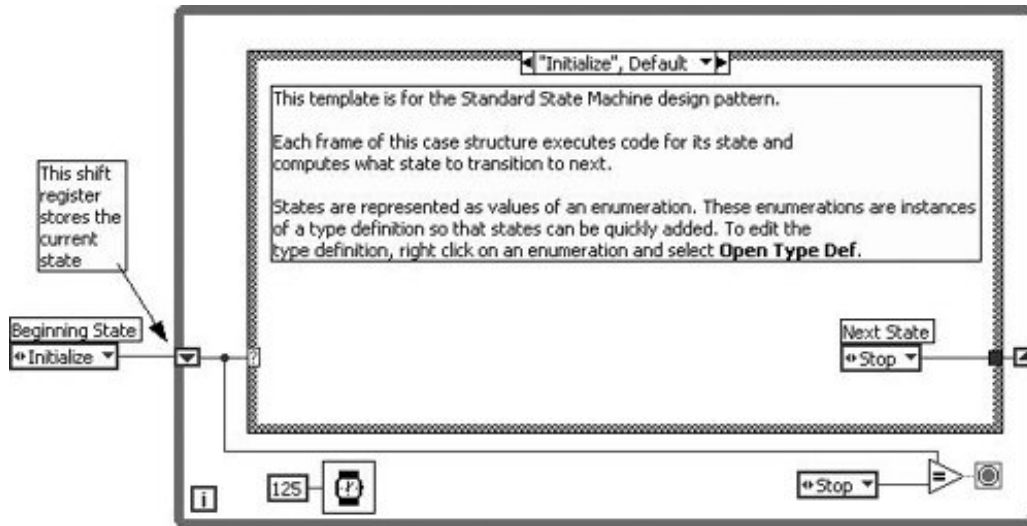 "Initialize", Default
This template is for the Standard State Machine design pattern.
Each frame of this case structure executes code for its state and
computes what state to transition to next.
States are represented as values of an enumeration. These enumerations are instances
of a type definition so that states can be quickly added. To edit the
type definition, right click on an enumeration and select Open Type Def.
This shift
register
stores the
current
state
Beginning State
Initialize
?
Next State
Stop
125
Stop
=
i